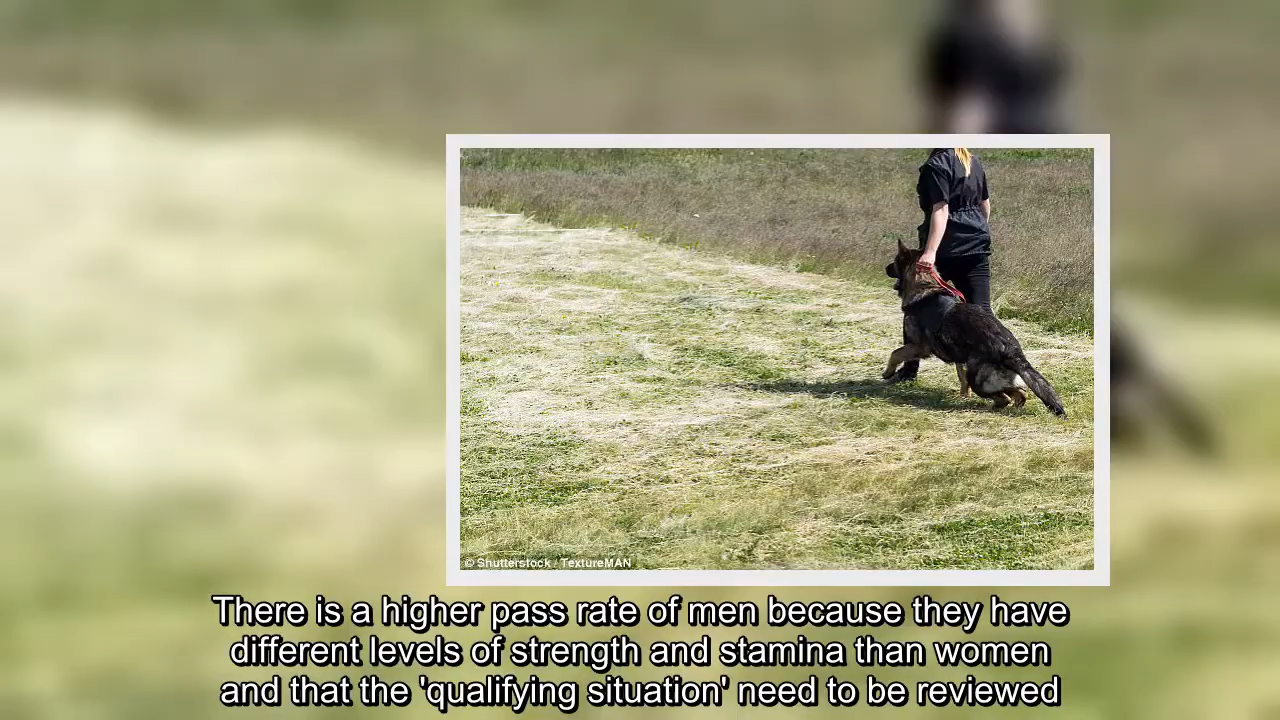 © Shutterstock / TextureMAN
There is a higher pass rate of men because they have
different levels of strength and stamina than women
and that the 'qualifying situation' need to be reviewed